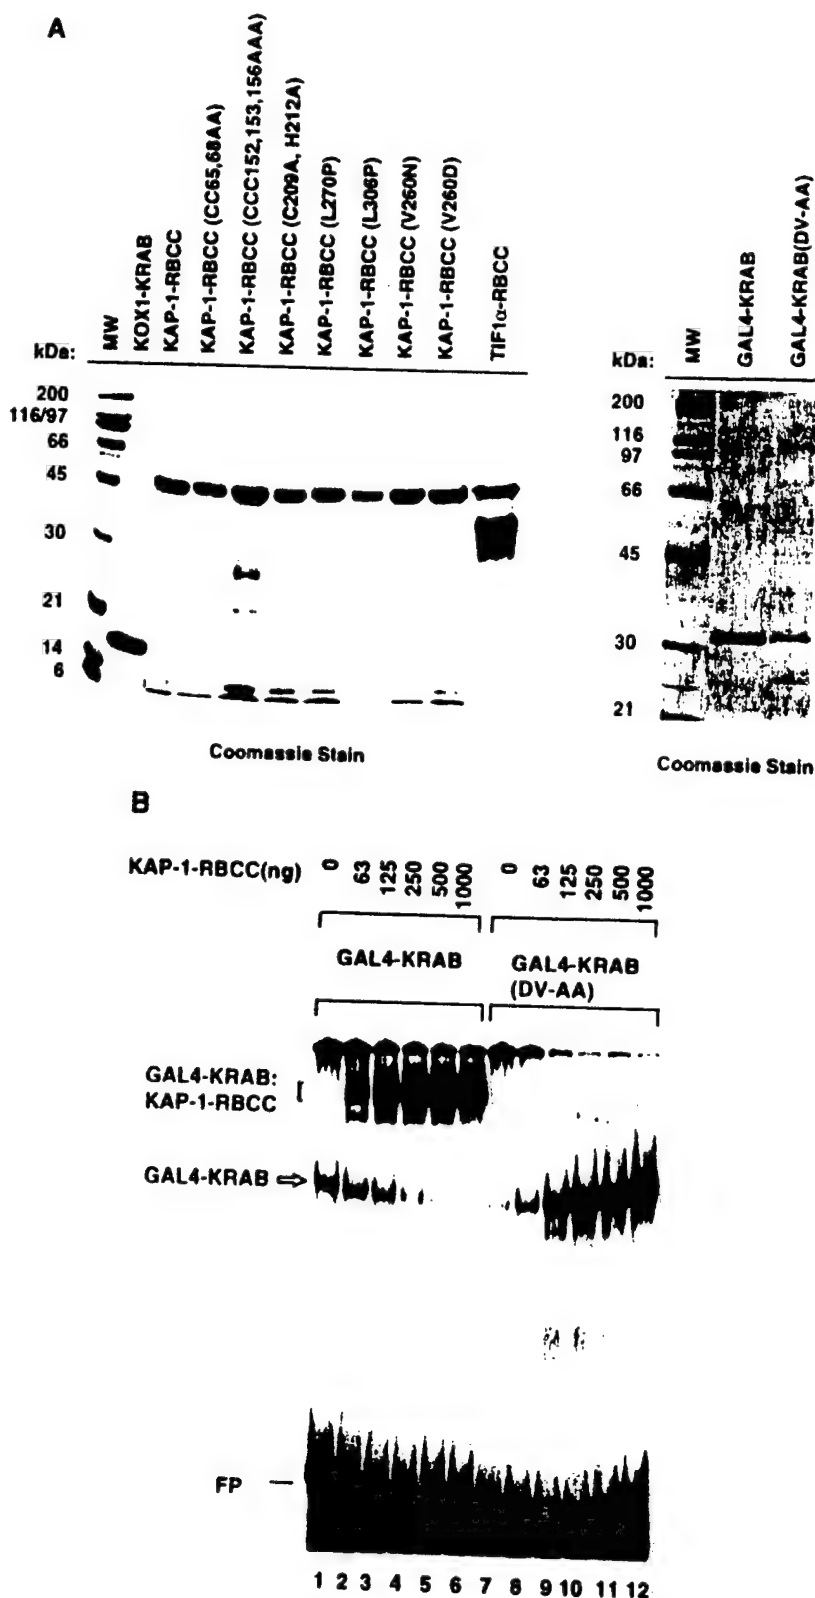 A
MW
KOX1-KRAB
KAP-1-RBCC
KAP-1-RBCC (CC65,68AA)
KAP-1-RBCC (CCC152,153,156AAA)
KAP-1-RBCC (C209A, H212A)
KAP-1-RBCC (L270P)
KAP-1-RBCC (L306P)
KAP-1-RBCC (V260N)
KAP-1-RBCC (V260D)
TIF1α-RBCC
kDa:
200
116/97
66
45
30
21
14
6
Coomassie Stain
MW
GAL4-KRAB
GAL4-KRAB(DV-AA)
kDa:
200
116
97
66
45
30
21
Coomassie Stain
B
KAP-1-RBCC(ng) 0 63 125 250 500 1000 0 63 125 250 500 1000
GAL4-KRAB
GAL4-KRAB
(DV-AA)
GAL4-KRAB:
KAP-1-RBCC
GAL4-KRAB
FP
1 2 3 4 5 6 7 8 9 10 11 12